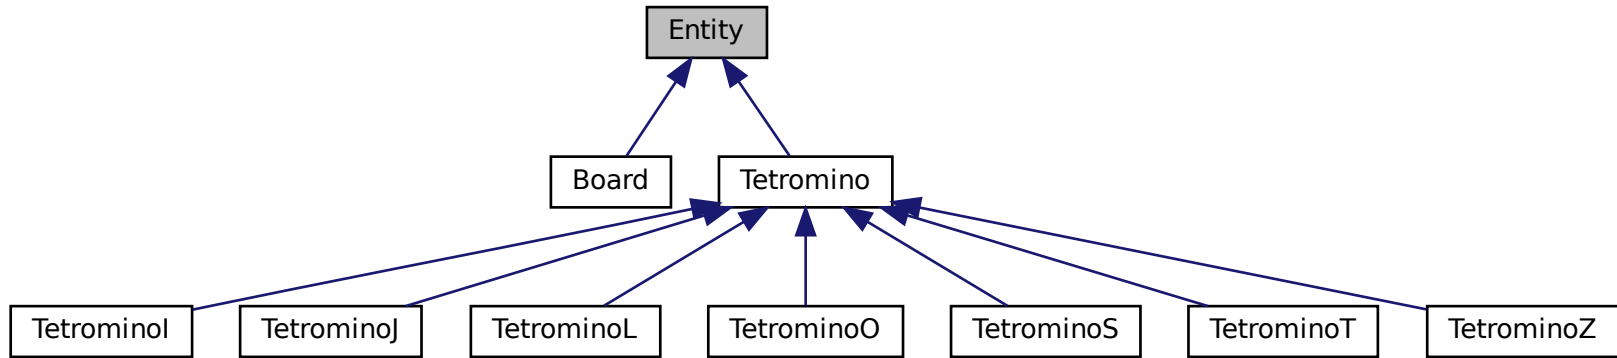 Entity
Board
Tetromino
TetrominoI
TetrominoJ
TetrominoL
TetrominoO
TetrominoS
TetrominoT
TetrominoZ